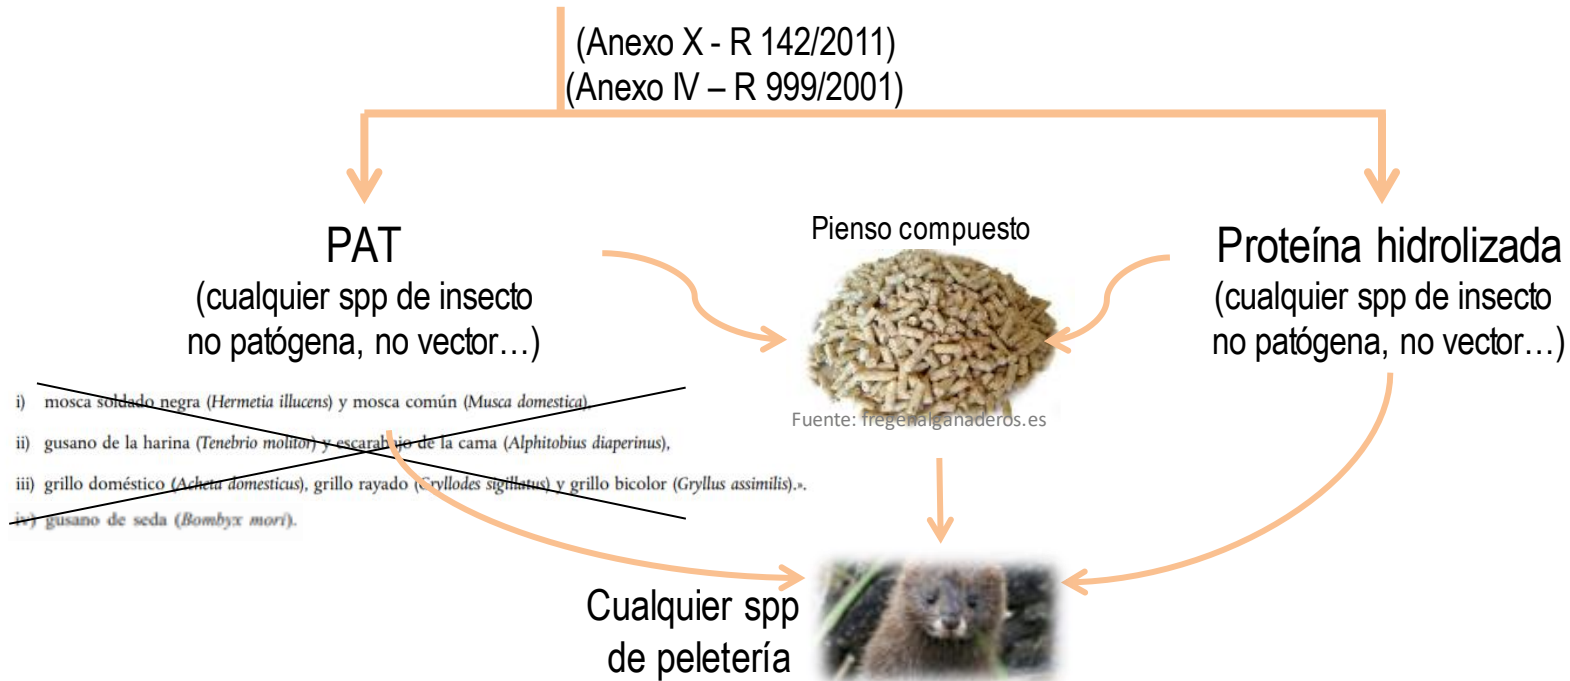 (Anexo X - R 142/2011)
(Anexo IV – R 999/2001)
PAT
(cualquier spp de insecto
no patógena, no vector…)
Pienso compuesto
Fuente: fregenalganaderos.es
Proteína hidrolizada
(cualquier spp de insecto
no patógena, no vector…)
i) mosca soldado negra (Hermetia illucens) y mosca común (Musca domestica),
ii) gusano de la harina (Tenebrio molitor) y escarabajo de la cama (Alphitobius diaperinus),
iii) grillo doméstico (Acheta domesticus), grillo rayado (Gryllodes sigillatus) y grillo bicolor (Gryllus assimilis).».
iv) gusano de seda (Bombyx mori).
Cualquier spp
de peletería